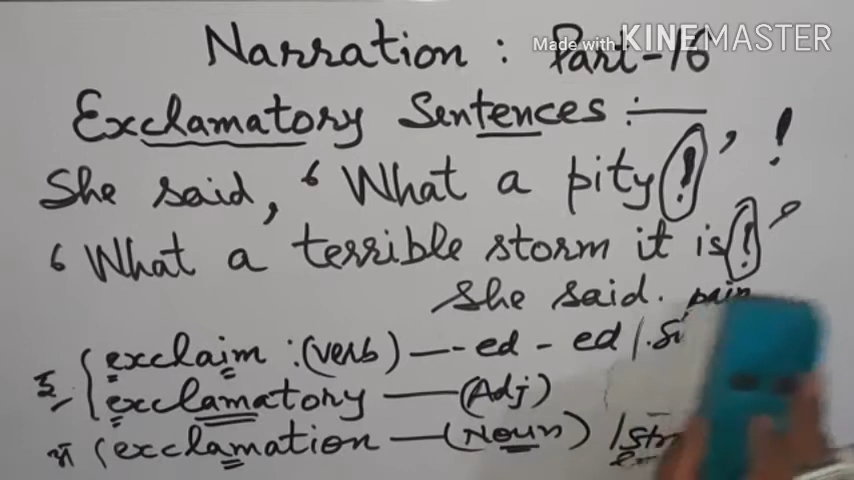 Narration : Part-16
Made with KINEMASTER
Exclamatory Sentences :—
She said, ‘What a pity!’ !
‘What a terrible storm it is!’
She said. pain
exclaim :(verb) — -ed - ed /.
exclamatory — (Adj)
(exclamation — (Noun) /